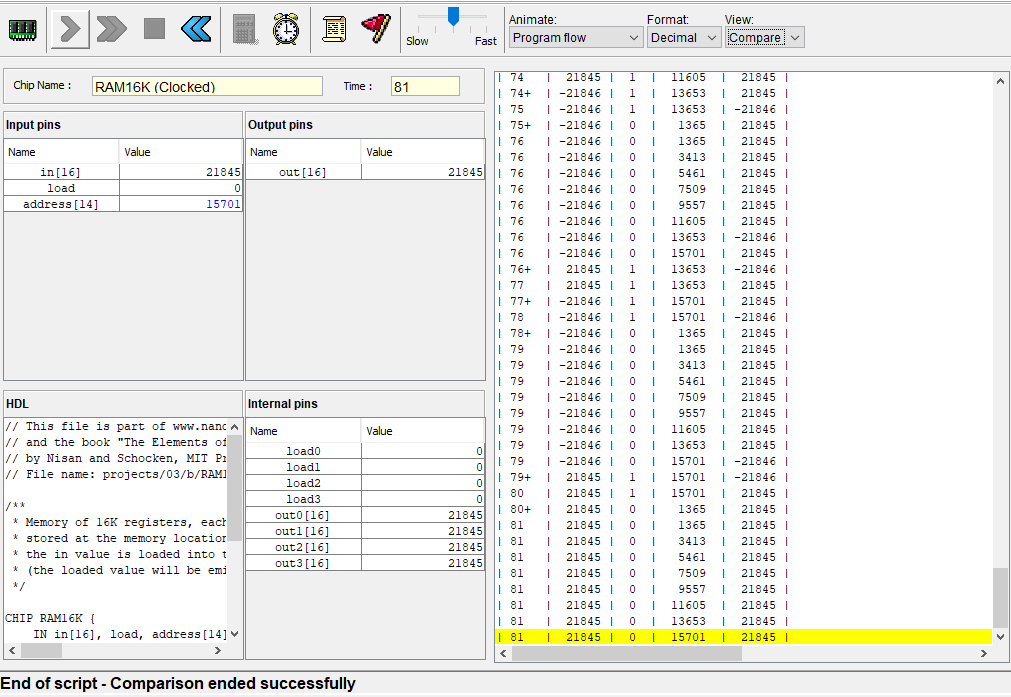 Animate:
Format:
View:
Slow
Fast
Program flow
Decimal
Compare
Chip Name :
RAM16K (Clocked)
Time :
81
Input pins
Name
Value
in[16]
21845
load
0
address[14]
15701
Output pins
Name
Value
out[16]
21845
HDL
// This file is part of www.nand
// and the book "The Elements of
// by Nisan and Schocken, MIT Pr
// File name: projects/03/b/RAM1
/**
* Memory of 16K registers, each
* stored at the memory location
* the in value is loaded into t
* (the loaded value will be emi
*/
CHIP RAM16K {
IN in[16], load, address[14]
Internal pins
Name
Value
load0
0
load1
0
load2
0
load3
0
out0[16]
21845
out1[16]
21845
out2[16]
21845
out3[16]
21845
| 74 | 21845 | 1 | 11605 | 21845 |
| 74+ | -21846 | 1 | 13653 | 21845 |
| 75 | -21846 | 1 | 13653 | -21846 |
| 75+ | -21846 | 0 | 1365 | 21845 |
| 76 | -21846 | 0 | 1365 | 21845 |
| 76 | -21846 | 0 | 3413 | 21845 |
| 76 | -21846 | 0 | 5461 | 21845 |
| 76 | -21846 | 0 | 7509 | 21845 |
| 76 | -21846 | 0 | 9557 | 21845 |
| 76 | -21846 | 0 | 11605 | 21845 |
| 76 | -21846 | 0 | 13653 | -21846 |
| 76 | -21846 | 0 | 15701 | 21845 |
| 76+ | 21845 | 1 | 13653 | -21846 |
| 77 | 21845 | 1 | 13653 | 21845 |
| 77+ | -21846 | 1 | 15701 | 21845 |
| 78 | -21846 | 1 | 15701 | -21846 |
| 78+ | -21846 | 0 | 1365 | 21845 |
| 79 | -21846 | 0 | 1365 | 21845 |
| 79 | -21846 | 0 | 3413 | 21845 |
| 79 | -21846 | 0 | 5461 | 21845 |
| 79 | -21846 | 0 | 7509 | 21845 |
| 79 | -21846 | 0 | 9557 | 21845 |
| 79 | -21846 | 0 | 11605 | 21845 |
| 79 | -21846 | 0 | 13653 | 21845 |
| 79 | -21846 | 0 | 15701 | -21846 |
| 79+ | 21845 | 1 | 15701 | -21846 |
| 80 | 21845 | 1 | 15701 | 21845 |
| 80+ | 21845 | 0 | 1365 | 21845 |
| 81 | 21845 | 0 | 1365 | 21845 |
| 81 | 21845 | 0 | 3413 | 21845 |
| 81 | 21845 | 0 | 5461 | 21845 |
| 81 | 21845 | 0 | 7509 | 21845 |
| 81 | 21845 | 0 | 9557 | 21845 |
| 81 | 21845 | 0 | 11605 | 21845 |
| 81 | 21845 | 0 | 13653 | 21845 |
| 81 | 21845 | 0 | 15701 | 21845 |
End of script - Comparison ended successfully